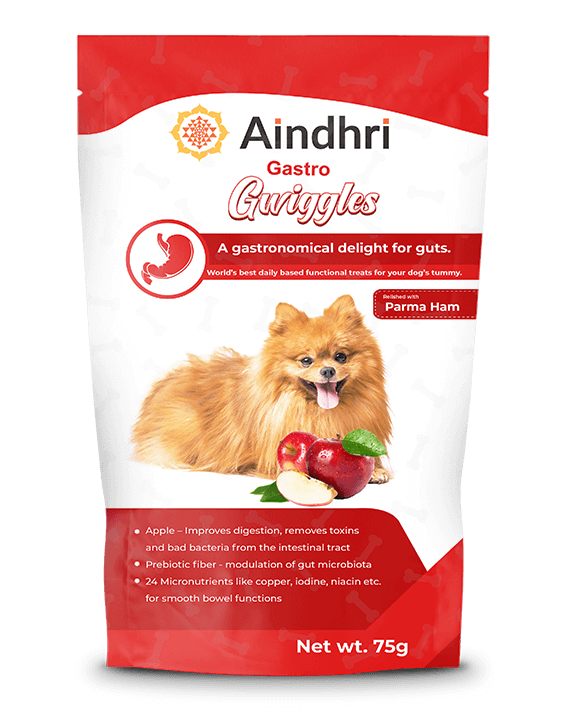 Aindhri
Gastro
Gwiggles
A gastronomical delight for guts.
World's best daily based functional treats for your dog's tummy.
Relished with
Parma Ham
Apple – Improves digestion, removes toxins
and bad bacteria from the intestinal tract
Prebiotic fiber - modulation of gut microbiota
24 Micronutrients like copper, iodine, niacin etc.
for smooth bowel functions
Net wt. 75g